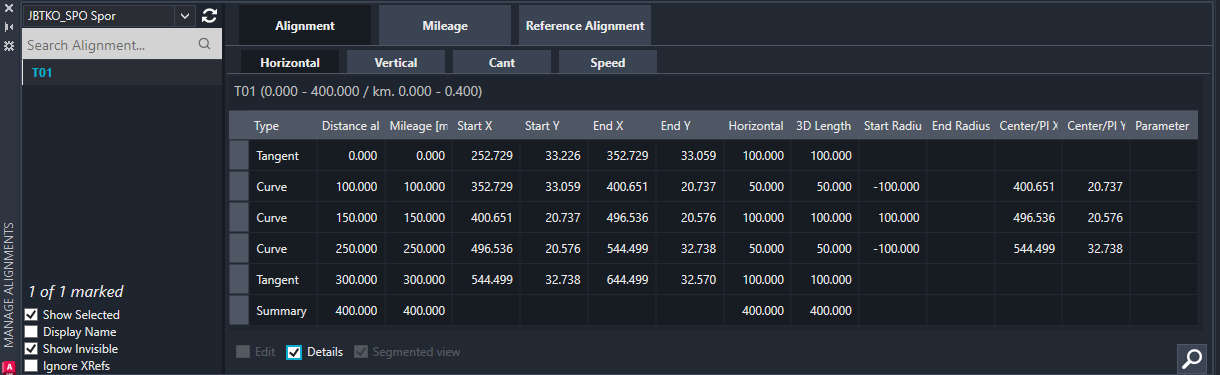 JBTKO_SPO Spor
Search Alignment...
T01
1 of 1 marked
Show Selected
Display Name
Show Invisible
Ignore XRefs
MANAGE ALIGNMENTS
Alignment Mileage Reference Alignment
Horizontal Vertical Cant Speed
T01 (0.000 - 400.000 / km. 0.000 - 0.400)
Type Distance al Mileage [m Start X Start Y End X End Y Horizontal 3D Length Start Radiu End Radius Center/PI X Center/PI Y Parameter
Tangent 0.000 0.000 252.729 33.226 352.729 33.059 100.000 100.000
Curve 100.000 100.000 352.729 33.059 400.651 20.737 50.000 50.000 -100.000 400.651 20.737
Curve 150.000 150.000 400.651 20.737 496.536 20.576 100.000 100.000 100.000 496.536 20.576
Curve 250.000 250.000 496.536 20.576 544.499 32.738 50.000 50.000 -100.000 544.499 32.738
Tangent 300.000 300.000 544.499 32.738 644.499 32.570 100.000 100.000
Summary 400.000 400.000 400.000 400.000
Edit Details Segmented view